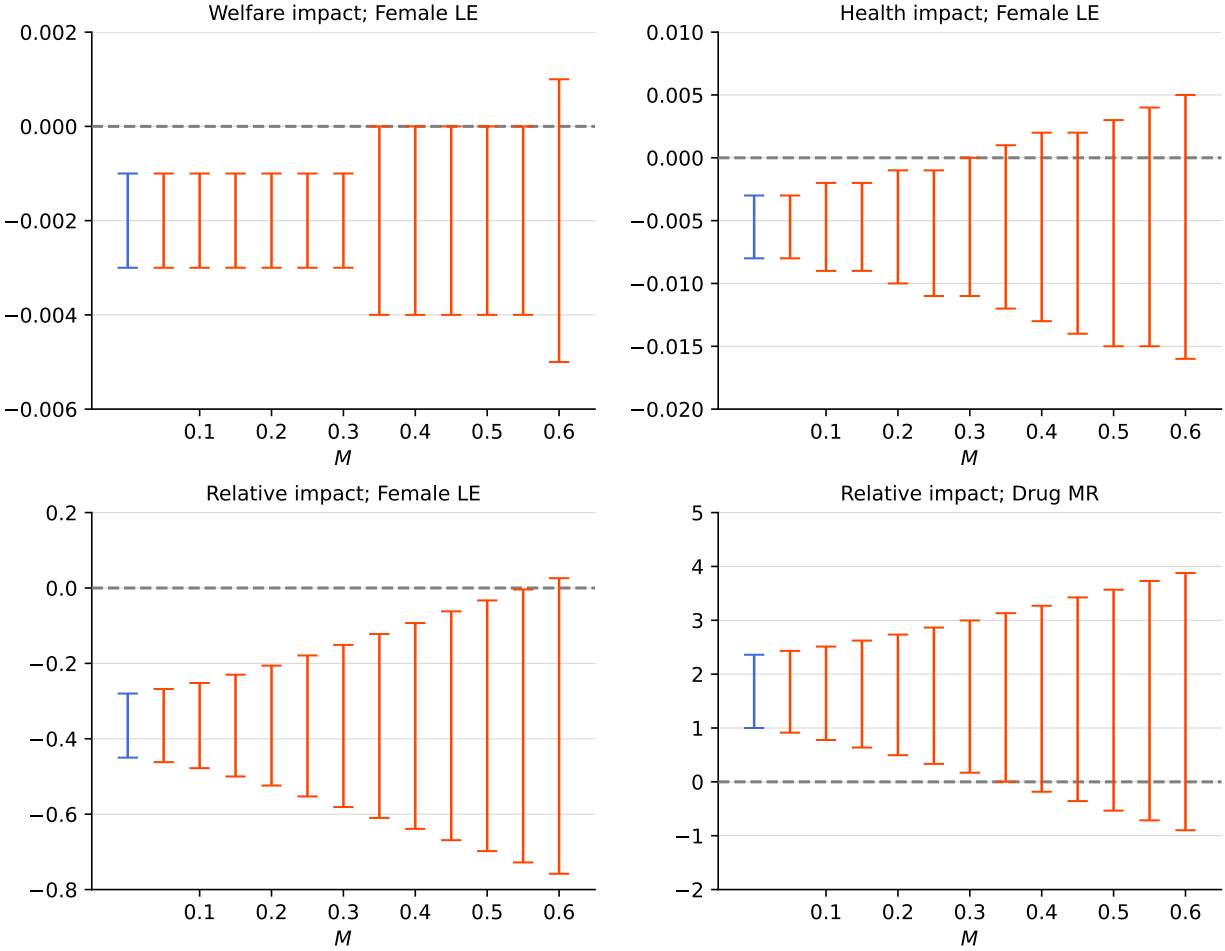 Welfare impact; Female LE
0.002
0.000
−0.002
−0.004
−0.006
0.1 0.2 0.3 0.4 0.5 0.6
M
Health impact; Female LE
0.010
0.005
0.000
−0.005
−0.010
−0.015
−0.020
0.1 0.2 0.3 0.4 0.5 0.6
M
Relative impact; Female LE
0.2
0.0
−0.2
−0.4
−0.6
−0.8
0.1 0.2 0.3 0.4 0.5 0.6
M
Relative impact; Drug MR
5
4
3
2
1
0
−1
−2
0.1 0.2 0.3 0.4 0.5 0.6
M